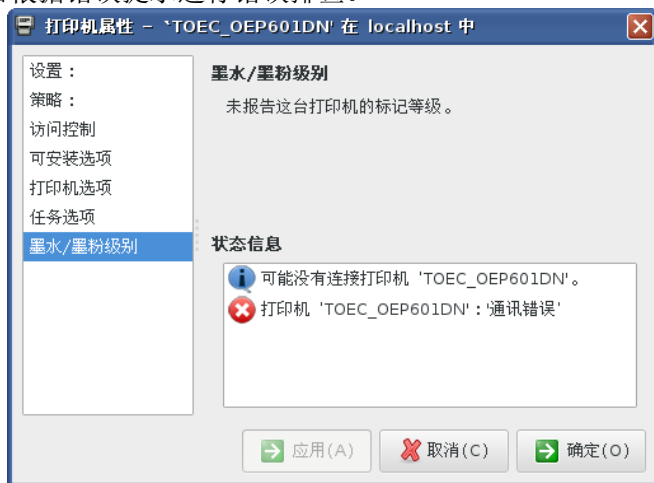 打印机属性 - `TOEC_OEP601DN' 在 localhost 中
设置：
策略：
访问控制
可安装选项
打印机选项
任务选项
墨水/墨粉级别
墨水/墨粉级别
未报告这台打印机的标记等级。
状态信息
可能没有连接打印机 'TOEC_OEP601DN'。
打印机 'TOEC_OEP601DN'：'通讯错误'
应用(A)
取消(C)
确定(O)